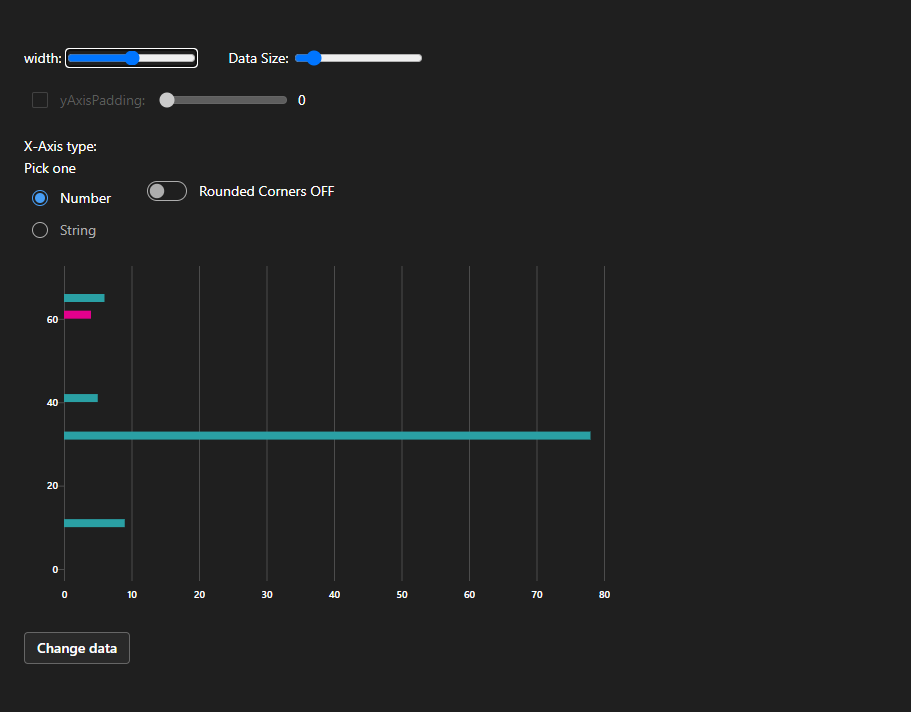 width: Data Size:
yAxisPadding: 0
X-Axis type:
Pick one
Number
Rounded Corners OFF
String
60
40
20
0
0 10 20 30 40 50 60 70 80
Change data